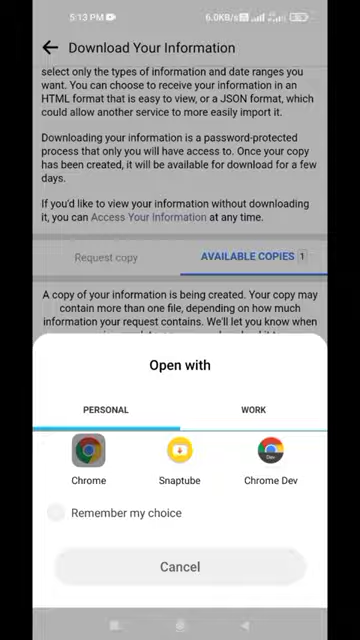 5:13 PM
6.0KB/s
Download Your Information
select only the types of information and date ranges you
want. You can choose to receive your information in an
HTML format that is easy to view, or a JSON format, which
could allow another service to more easily import it.
Downloading your information is a password-protected
process that only you will have access to. Once your copy
has been created, it will be available for download for a few
days.
If you'd like to view your information without downloading
it, you can Access Your Information at any time.
Request copy
AVAILABLE COPIES 1
A copy of your information is being created. Your copy may
contain more than one file, depending on how much
information your request contains. We'll let you know when
Open with
PERSONAL
WORK
Dev
Chrome
Snaptube
Chrome Dev
Remember my choice
Cancel